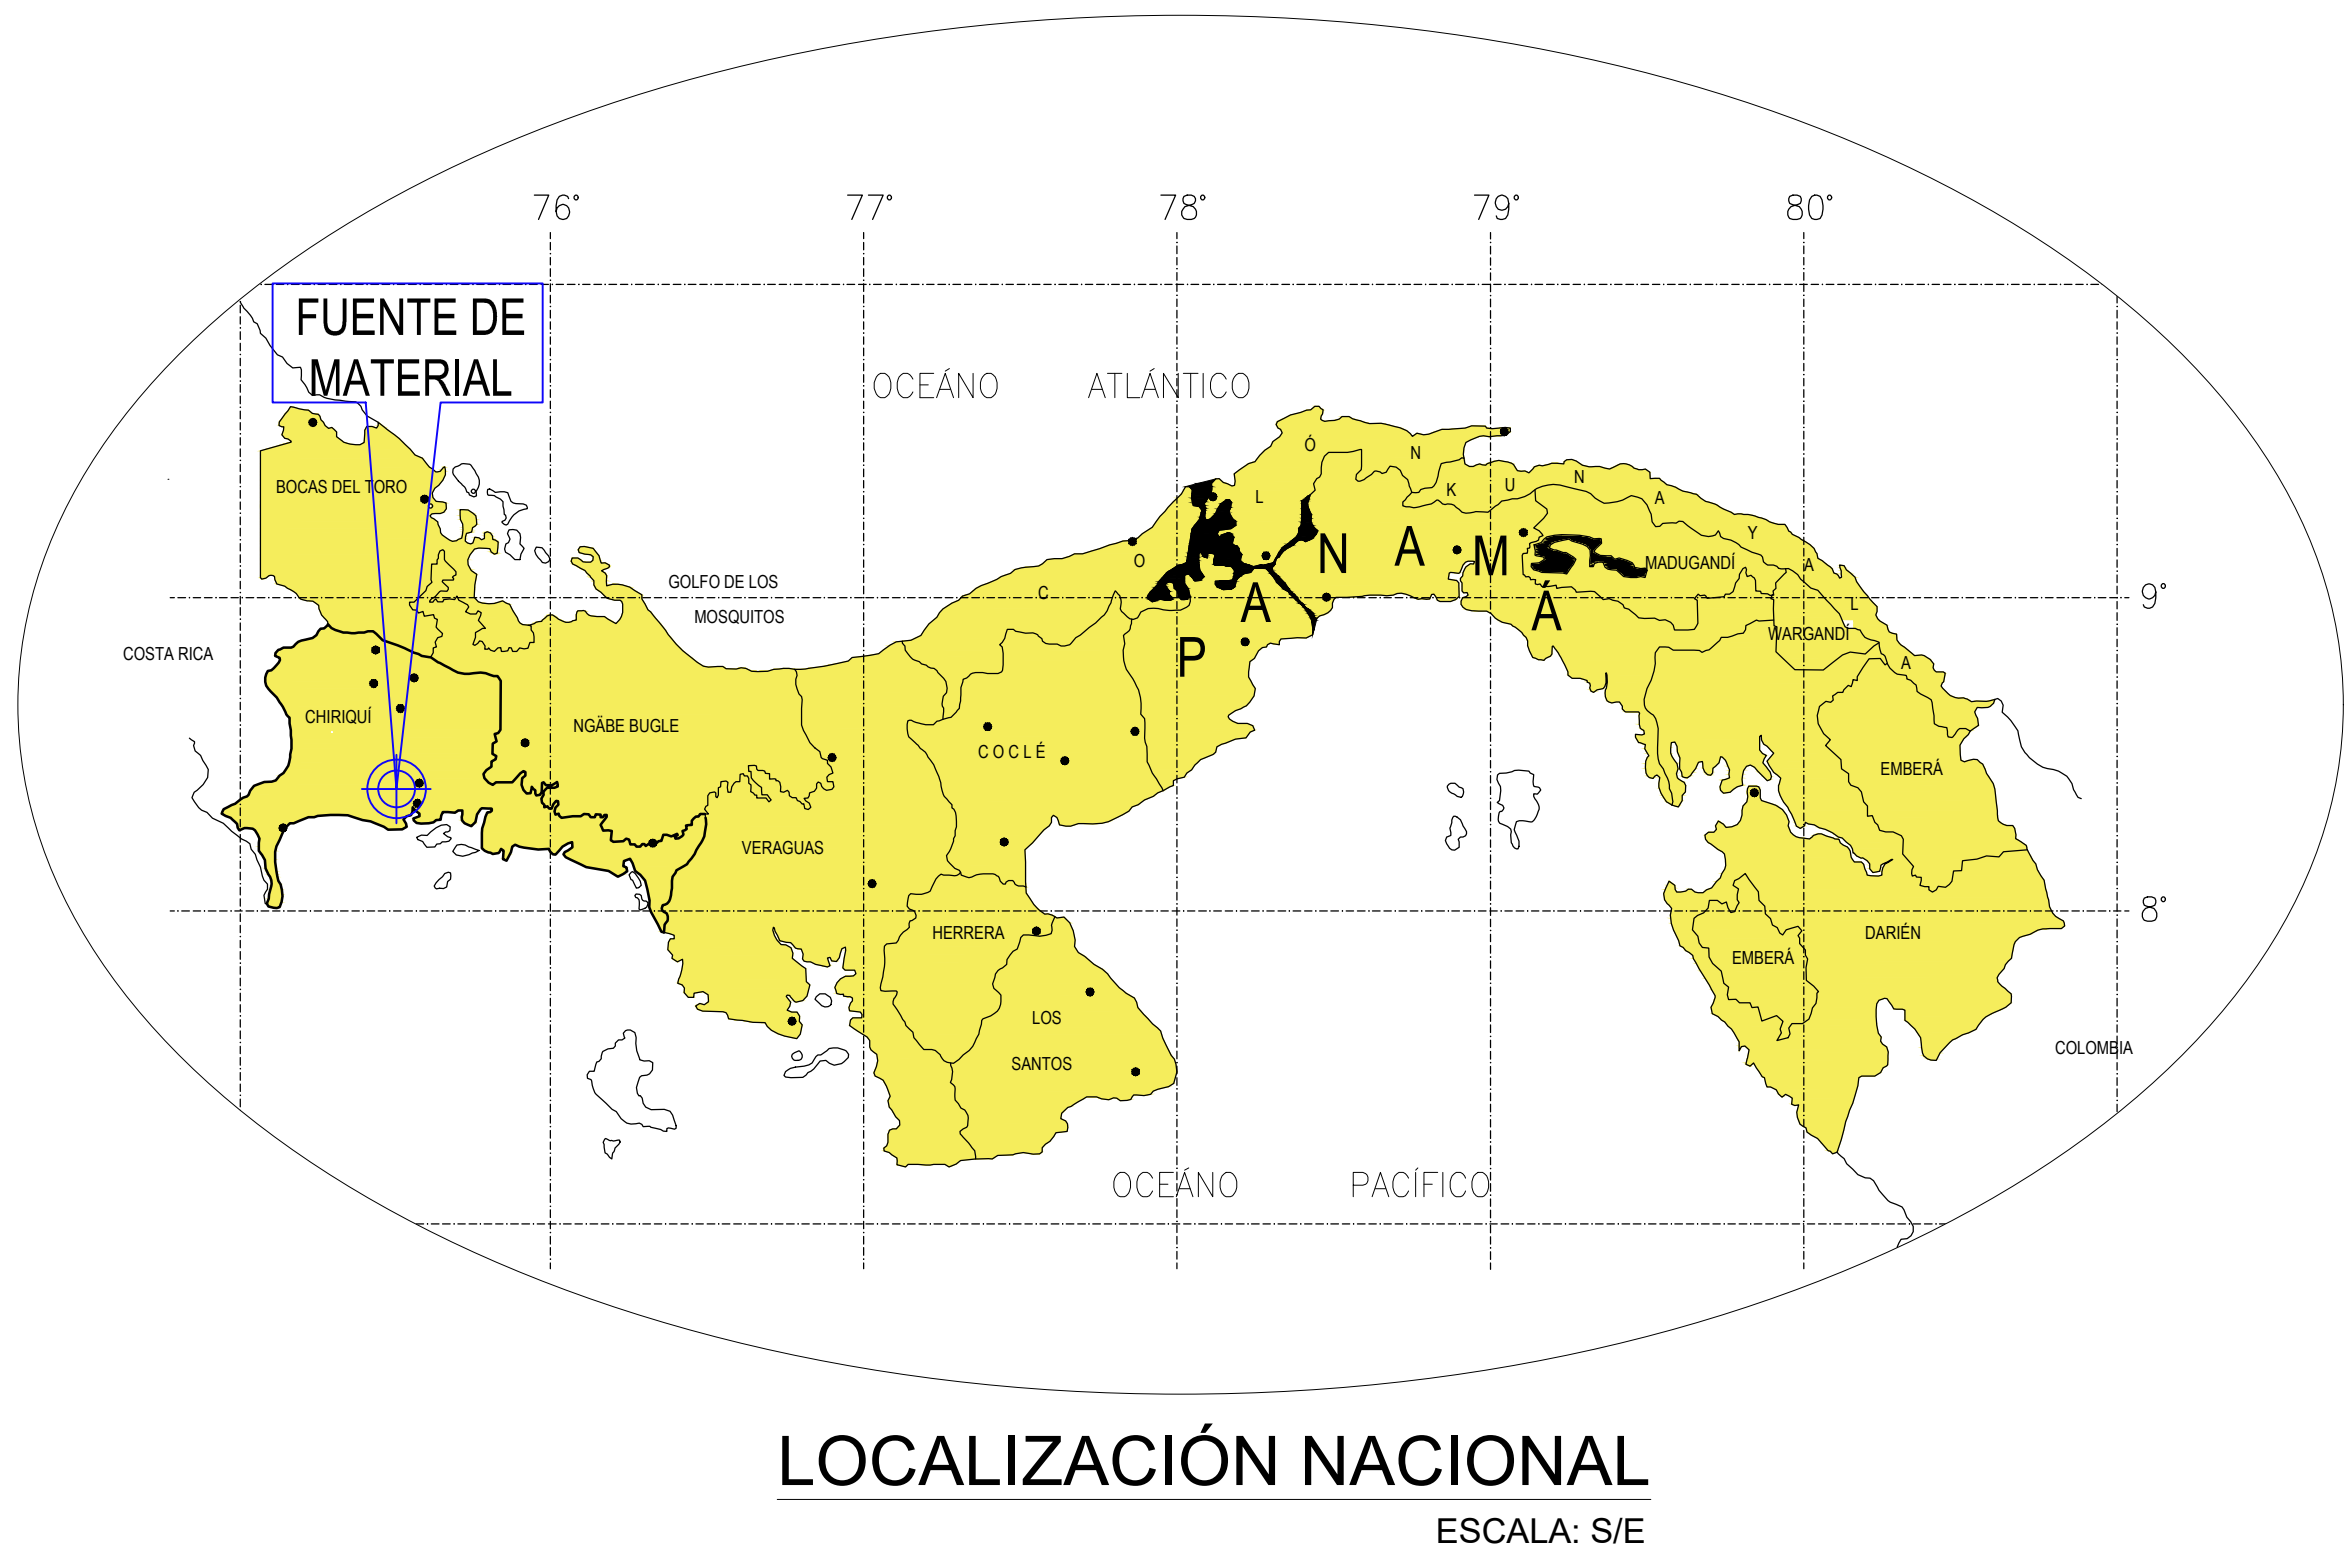 76° 77° 78° 79° 80°
FUENTE DE
MATERIAL
OCEÁNO ATLÁNTICO
BOCAS DEL TORO
C O L Ó N
K U N A Y A L A
P A N A M Á
MADUGANDÍ
GOLFO DE LOS
MOSQUITOS
9°
WARGANDÍ
COSTA RICA
CHIRIQUÍ
NGÄBE BUGLE
COCLÉ
EMBERÁ
VERAGUAS
8°
HERRERA
DARIÉN
EMBERÁ
LOS
SANTOS
COLOMBIA
OCEÁNO PACÍFICO
LOCALIZACIÓN NACIONAL
ESCALA: S/E